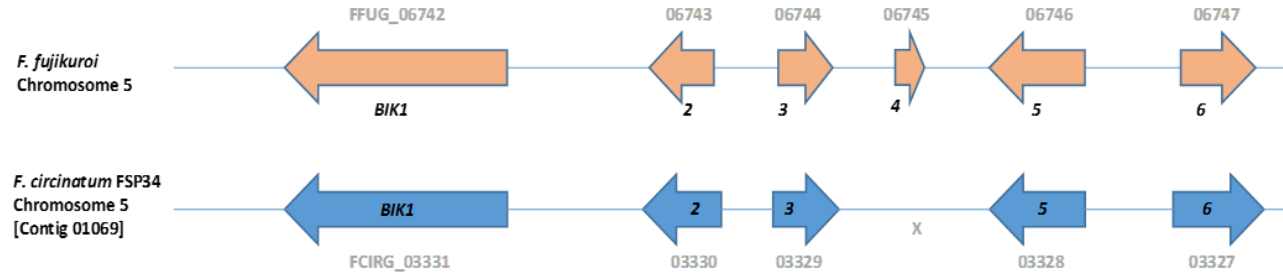 FFUG_06742 06743 06744 06745 06746 06747
F. fujikuroi
Chromosome 5
BIK1 2 3 4 5 6
F. circinatum FSP34
Chromosome 5
[Contig 01069]
BIK1 2 3 X 5 6
FCIRG_03331 03330 03329 03328 03327